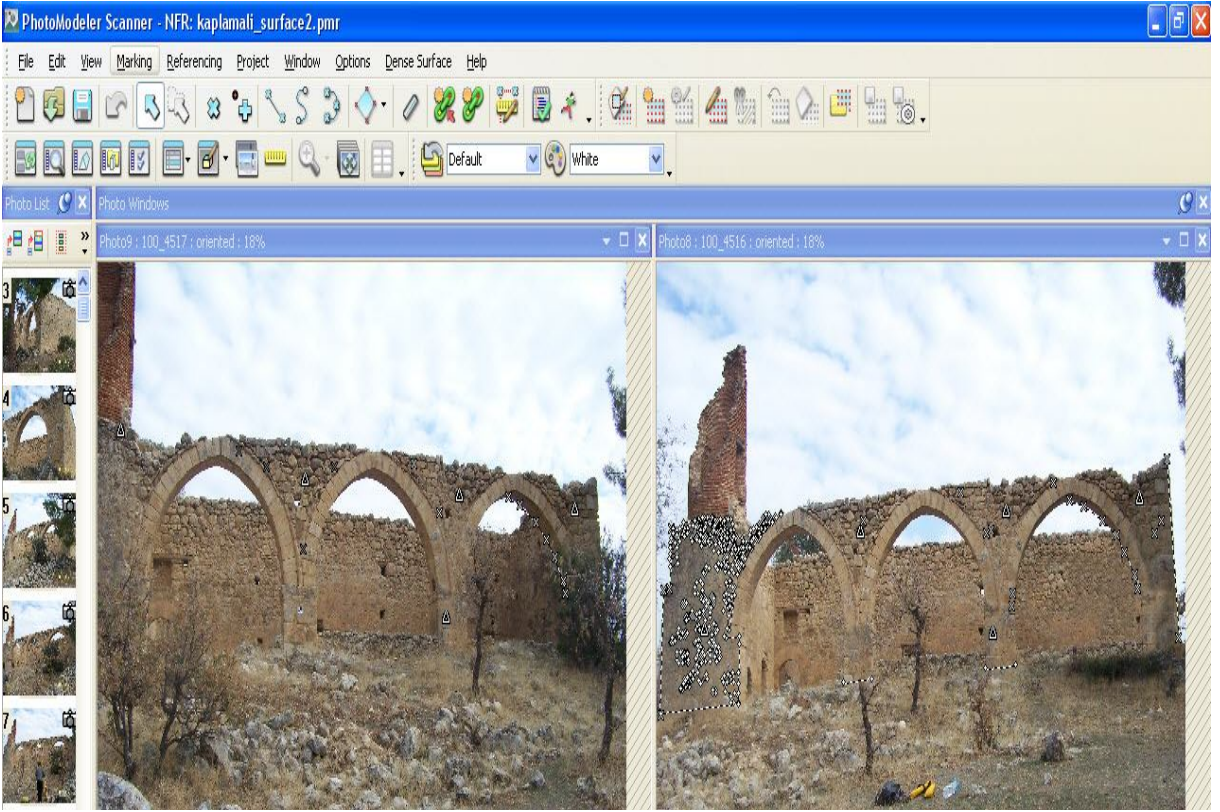 PhotoModeler Scanner - NFR: kaplamali_surface2.pmr
File Edit View Marking Referencing Project Window Options Dense Surface Help
Default White
Photo List Photo Windows
Photo9 : 100_4517 : oriented : 18% Photo8 : 100_4516 : oriented : 18%
3
4
5
6
7